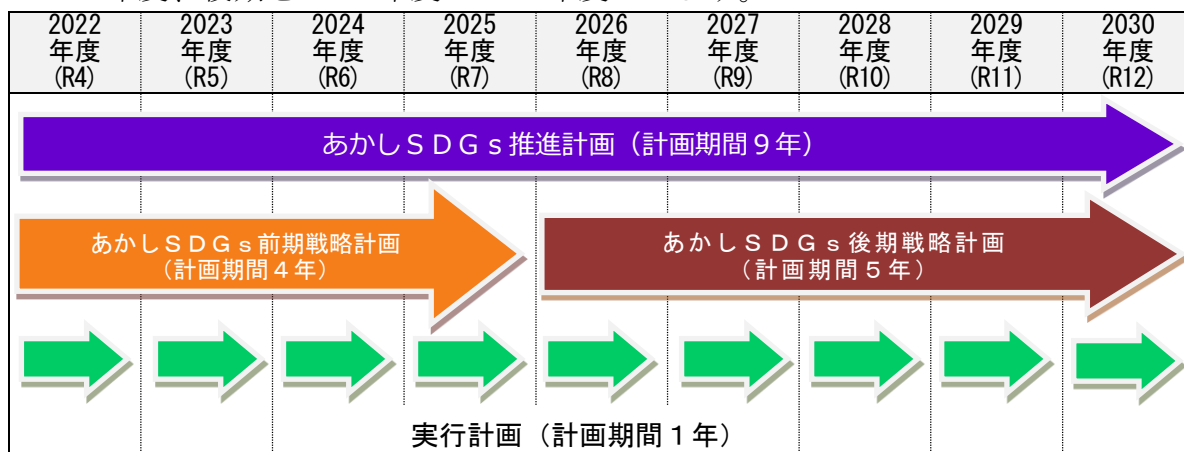 2022 2023 2024 2025 2026 2027 2028 2029 2030
年度 年度 年度 年度 年度 年度 年度 年度 年度
(R4) (R5) (R6) (R7) (R8) (R9) (R10) (R11) (R12)
あかしＳＤＧｓ推進計画（計画期間９年）
あかしＳＤＧｓ前期戦略計画
（計画期間４年）
あかしＳＤＧｓ後期戦略計画
（計画期間５年）
実行計画（計画期間１年）